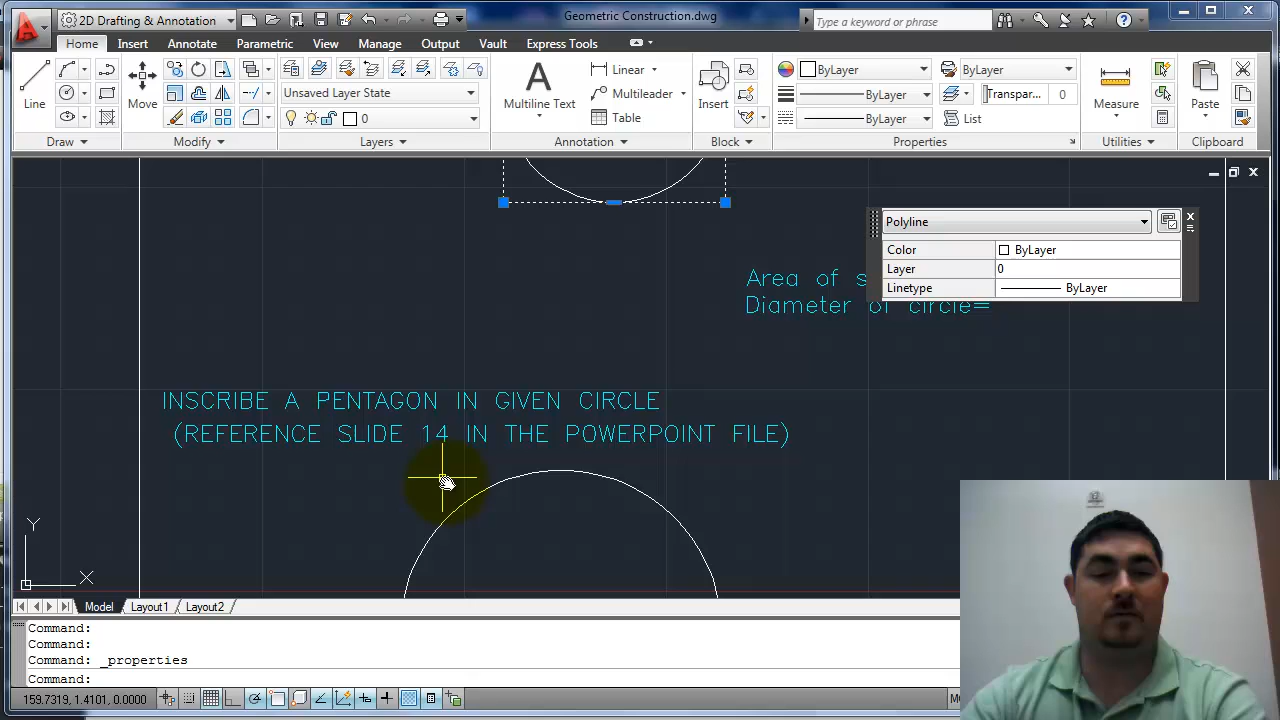 2D Drafting & Annotation
Geometric Construction.dwg
Type a keyword or phrase
Home Insert Annotate Parametric View Manage Output Vault Express Tools
Line
Move
Unsaved Layer State
0
Multiline Text
Linear
Multileader
Table
Insert
ByLayer
ByLayer
ByLayer
ByLayer
Transpar... 0
List
Measure
Paste
Draw Modify Layers Annotation Block Properties Utilities Clipboard
Polyline
Color ByLayer
Layer 0
Linetype ByLayer
Area of s
Diameter of circle=
INSCRIBE A PENTAGON IN GIVEN CIRCLE
(REFERENCE SLIDE 14 IN THE POWERPOINT FILE)
Y
X
Model Layout1 Layout2
Command:
Command:
Command: _properties
Command:
159.7319, 1.4101, 0.0000